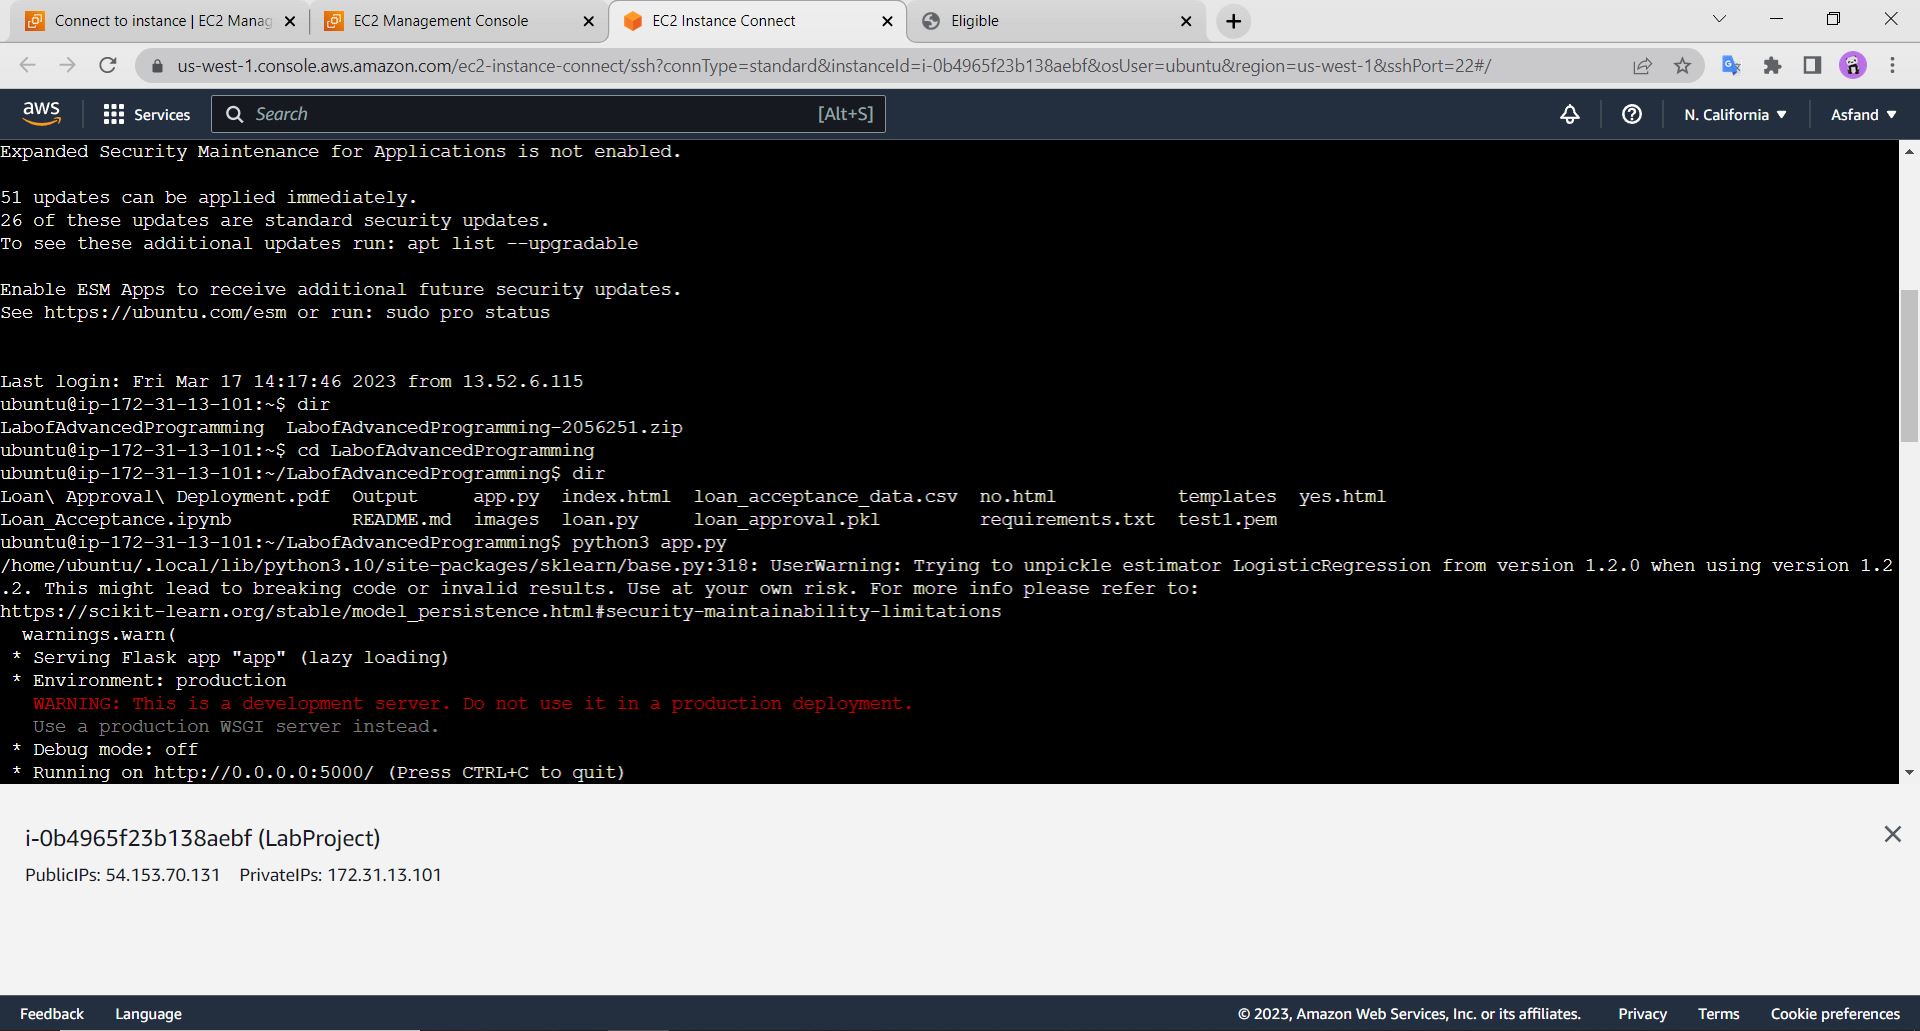 Connect to instance | EC2 Manag
EC2 Management Console
EC2 Instance Connect
Eligible
us-west-1.console.aws.amazon.com/ec2-instance-connect/ssh?connType=standard&instanceId=i-0b4965f23b138aebf&osUser=ubuntu&region=us-west-1&sshPort=22#/
aws
Services
Search
[Alt+S]
N. California
Asfand
Expanded Security Maintenance for Applications is not enabled.
51 updates can be applied immediately.
26 of these updates are standard security updates.
To see these additional updates run: apt list --upgradable
Enable ESM Apps to receive additional future security updates.
See https://ubuntu.com/esm or run: sudo pro status
Last login: Fri Mar 17 14:17:46 2023 from 13.52.6.115
ubuntu@ip-172-31-13-101:~$ dir
LabofAdvancedProgramming  LabofAdvancedProgramming-2056251.zip
ubuntu@ip-172-31-13-101:~$ cd LabofAdvancedProgramming
ubuntu@ip-172-31-13-101:~/LabofAdvancedProgramming$ dir
Loan\ Approval\ Deployment.pdf  Output     app.py  index.html  loan_acceptance_data.csv  no.html           templates  yes.html
Loan_Acceptance.ipynb           README.md  images  loan.py     loan_approval.pkl         requirements.txt  test1.pem
ubuntu@ip-172-31-13-101:~/LabofAdvancedProgramming$ python3 app.py
/home/ubuntu/.local/lib/python3.10/site-packages/sklearn/base.py:318: UserWarning: Trying to unpickle estimator LogisticRegression from version 1.2.0 when using version 1.2
.2. This might lead to breaking code or invalid results. Use at your own risk. For more info please refer to:
https://scikit-learn.org/stable/model_persistence.html#security-maintainability-limitations
  warnings.warn(
 * Serving Flask app "app" (lazy loading)
 * Environment: production
   WARNING: This is a development server. Do not use it in a production deployment.
   Use a production WSGI server instead.
 * Debug mode: off
 * Running on http://0.0.0.0:5000/ (Press CTRL+C to quit)
i-0b4965f23b138aebf (LabProject)
PublicIPs: 54.153.70.131    PrivateIPs: 172.31.13.101
Feedback
Language
© 2023, Amazon Web Services, Inc. or its affiliates.
Privacy
Terms
Cookie preferences